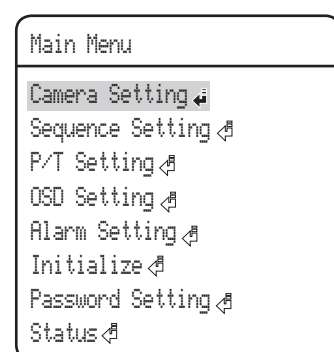 Main Menu
Camera Setting
Sequence Setting
P/T Setting
OSD Setting
Alarm Setting
Initialize
Password Setting
Status